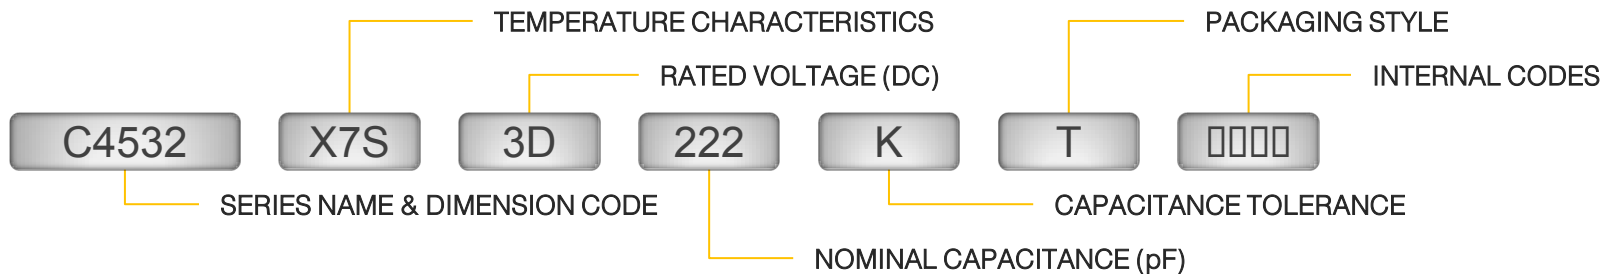 TEMPERATURE CHARACTERISTICS
PACKAGING STYLE
RATED VOLTAGE (DC)
INTERNAL CODES
C4532 X7S 3D 222 K T □□□□
SERIES NAME & DIMENSION CODE
CAPACITANCE TOLERANCE
NOMINAL CAPACITANCE (pF)